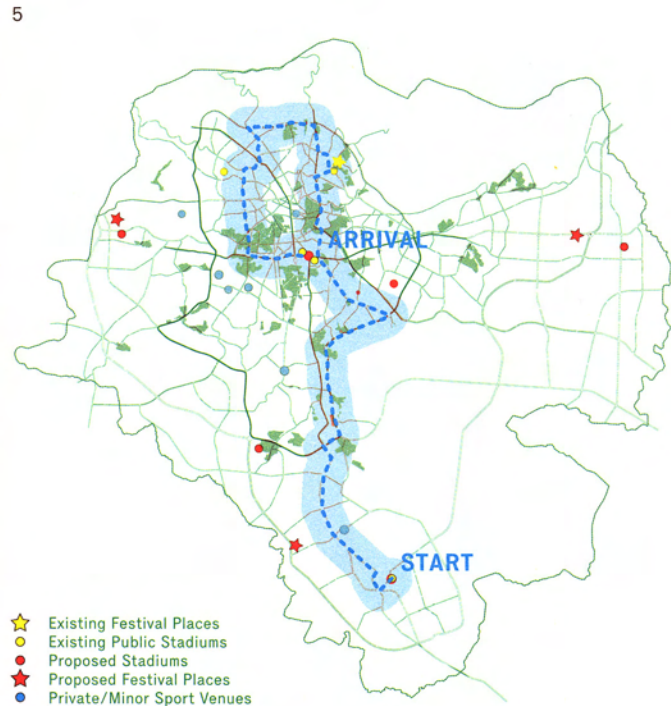 5
ARRIVAL
START
Existing Festival Places
Existing Public Stadiums
Proposed Stadiums
Proposed Festival Places
Private/Minor Sport Venues